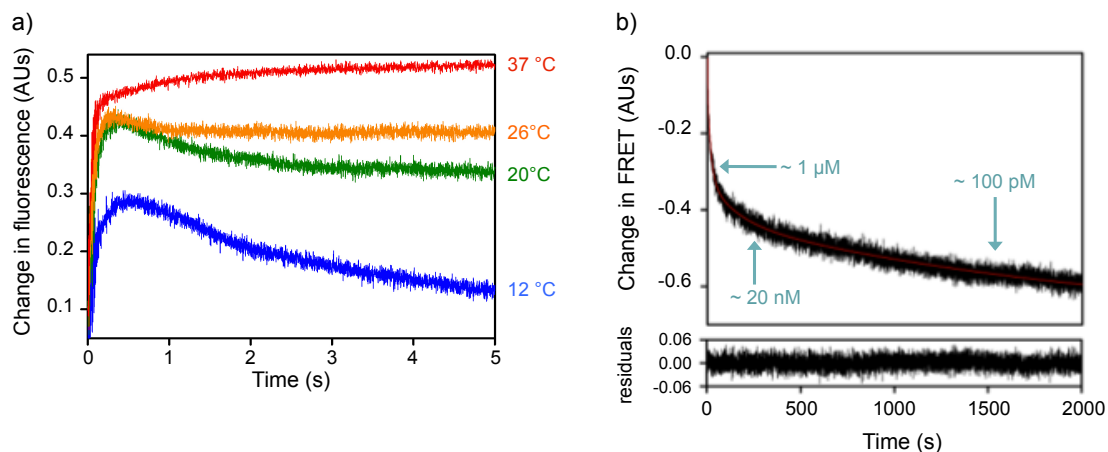 a)
Change in fluorescence (AUs)
0.5
0.4
0.3
0.2
0.1
0
1
2
3
4
5
Time (s)
37 °C
26°C
20°C
12 °C
b)
Change in FRET (AUs)
0.0
-0.2
-0.4
-0.6
~ 1 µM
~ 20 nM
~ 100 pM
residuals
0.06
0.00
-0.06
0
500
1000
1500
2000
Time (s)